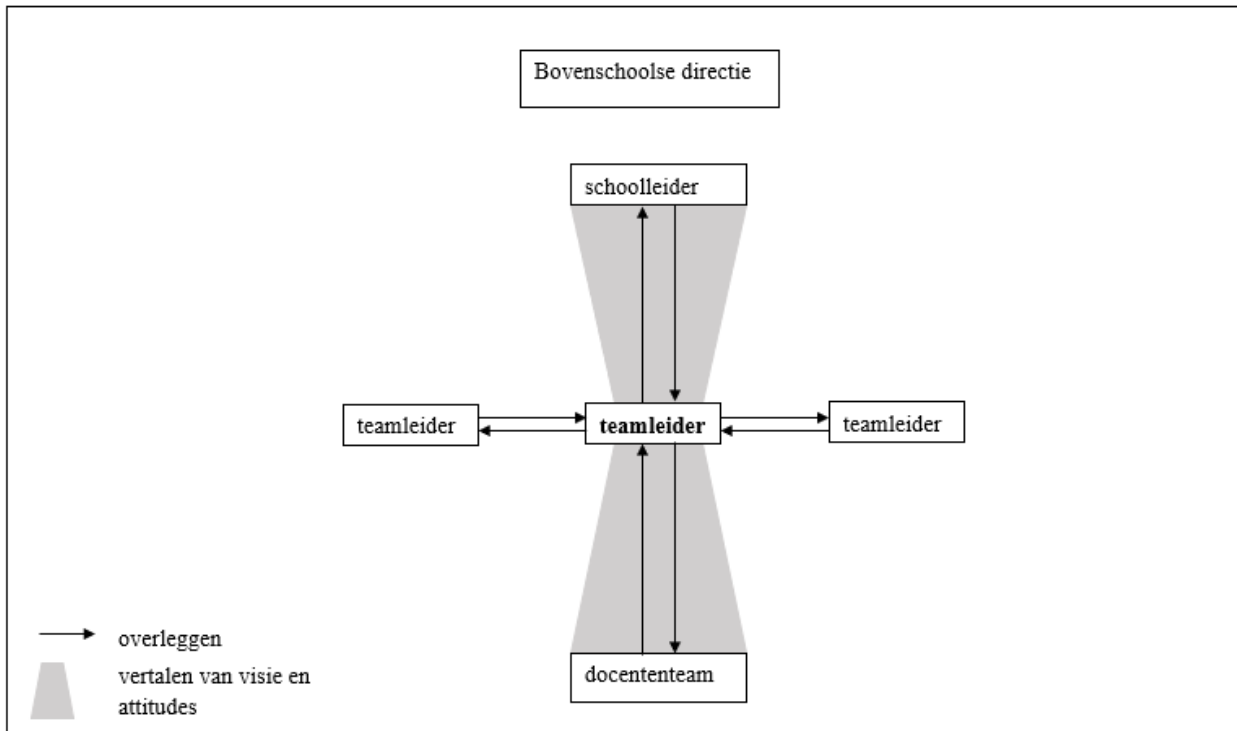 Bovenschoolse directie
schoolleider
teamleider
teamleider
teamleider
docententeam
overleggen
vertalen van visie en
attitudes